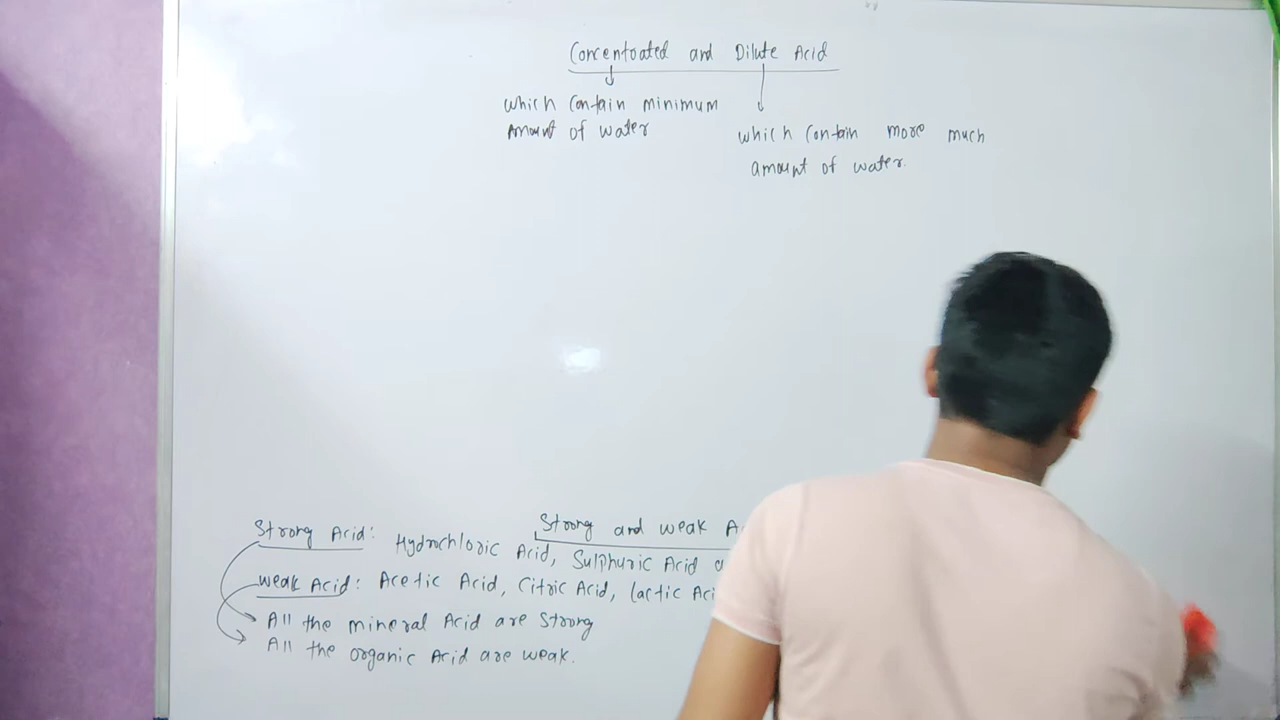 Concentrated and Dilute Acid
which contain minimum
Amount of water
which contain more much
amount of water.
Strong and weak
Strong Acid: Hydrochloric Acid, Sulphuric Acid
weak Acid: Acetic Acid, Citric Acid, Lactic
All the mineral Acid are Strong
All the organic Acid are weak.